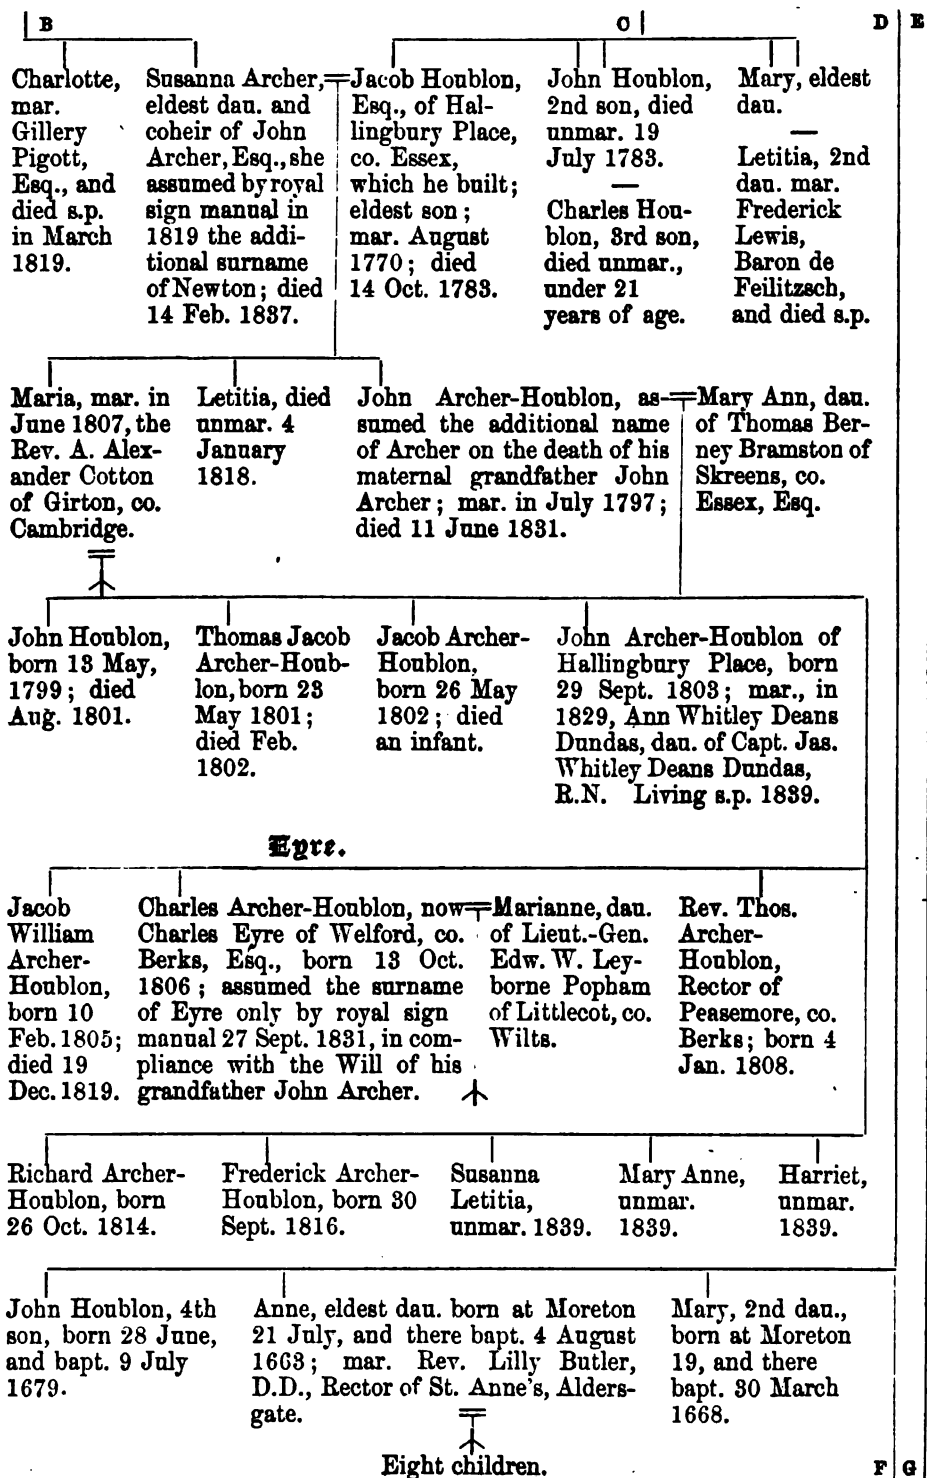 B C D E
Charlotte,
mar.
Gillery
Pigott,
Esq., and
died s.p.
in March
1819.
Susanna Archer,
eldest dau. and
coheir of John
Archer, Esq., she
assumed by royal
sign manual in
1819 the addi-
tional surname
of Newton; died
14 Feb. 1837.
Jacob Houblon,
Esq., of Hal-
lingbury Place,
co. Essex,
which he built;
eldest son;
mar. August
1770; died
14 Oct. 1783.
John Houblon,
2nd son, died
unmar. 19
July 1783.
—
Charles Hou-
blon, 3rd son,
died unmar.,
under 21
years of age.
Mary, eldest
dau.
—
Letitia, 2nd
dau. mar.
Frederick
Lewis,
Baron de
Feilitzsch,
and died s.p.
Maria, mar. in
June 1807, the
Rev. A. Alex-
ander Cotton
of Girton, co.
Cambridge.
Letitia, died
unmar. 4
January
1818.
John Archer-Houblon, as-
sumed the additional name
of Archer on the death of his
maternal grandfather John
Archer; mar. in July 1797;
died 11 June 1831.
Mary Ann, dau.
of Thomas Ber-
ney Bramston of
Skreens, co.
Essex, Esq.
John Houblon,
born 13 May,
1799; died
Aug. 1801.
Thomas Jacob
Archer-Houb-
lon, born 23
May 1801;
died Feb.
1802.
Jacob Archer-
Houblon,
born 26 May
1802; died
an infant.
John Archer-Houblon of
Hallingbury Place, born
29 Sept. 1803; mar., in
1829, Ann Whitley Deans
Dundas, dau. of Capt. Jas.
Whitley Deans Dundas,
R.N. Living s.p. 1839.
Eyre.
Jacob
William
Archer-
Houblon,
born 10
Feb. 1805;
died 19
Dec. 1819.
Charles Archer-Houblon, now
Charles Eyre of Welford, co.
Berks, Esq., born 13 Oct.
1806; assumed the surname
of Eyre only by royal sign
manual 27 Sept. 1831, in com-
pliance with the Will of his
grandfather John Archer.
Marianne, dau.
of Lieut.-Gen.
Edw. W. Ley-
borne Popham
of Littlecot, co.
Wilts.
Rev. Thos.
Archer-
Houblon,
Rector of
Peasemore, co.
Berks; born 4
Jan. 1808.
Richard Archer-
Houblon, born
26 Oct. 1814.
Frederick Archer-
Houblon, born 30
Sept. 1816.
Susanna
Letitia,
unmar. 1839.
Mary Anne,
unmar.
1839.
Harriet,
unmar.
1839.
John Houblon, 4th
son, born 28 June,
and bapt. 9 July
1679.
Anne, eldest dau. born at Moreton
21 July, and there bapt. 4 August
1663; mar. Rev. Lilly Butler,
D.D., Rector of St. Anne's, Alders-
gate.
Eight children.
Mary, 2nd dau.,
born at Moreton
19, and there
bapt. 30 March
1668.
F G